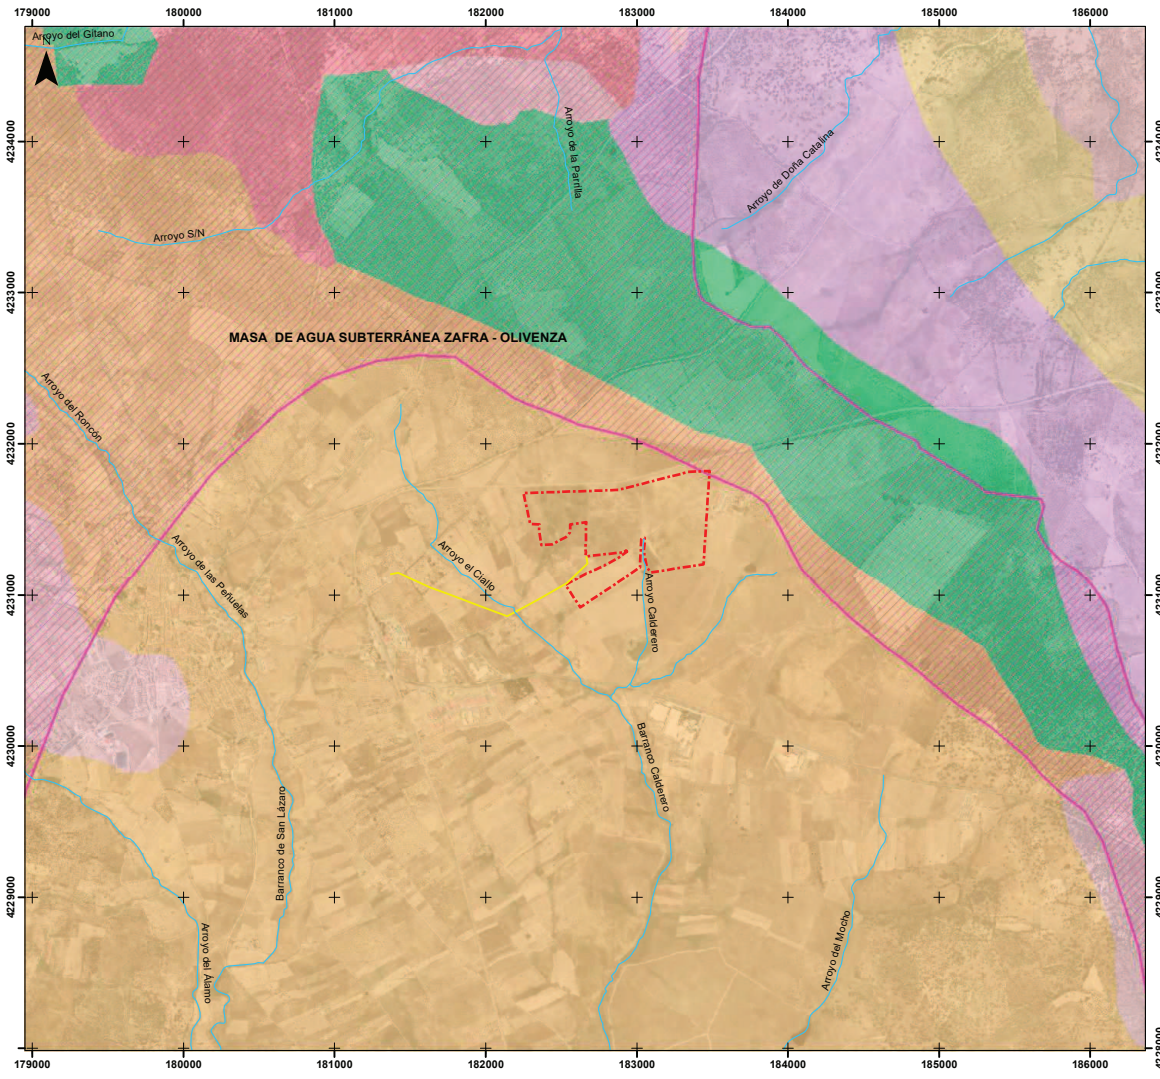 179000 180000 181000 182000 183000 184000 185000 186000
Arroyo del Gitano
N
4234000 4234000
Arroyo de la Parrilla
Arroyo de Doña Catalina
Arroyo S/N
4233000 4233000
MASA DE AGUA SUBTERRÁNEA ZAFRA - OLIVENZA
Arroyo del Roncón
4232000 4232000
Arroyo de las Peñuelas
Arroyo el Ciallo
Arroyo Calderero
4231000 4231000
4230000 4230000
Barranco Calderero
Barranco de San Lázaro
4229000 4229000
Arroyo del Álamo
Arroyo del Mocho
4228000 4228000
179000 180000 181000 182000 183000 184000 185000 186000